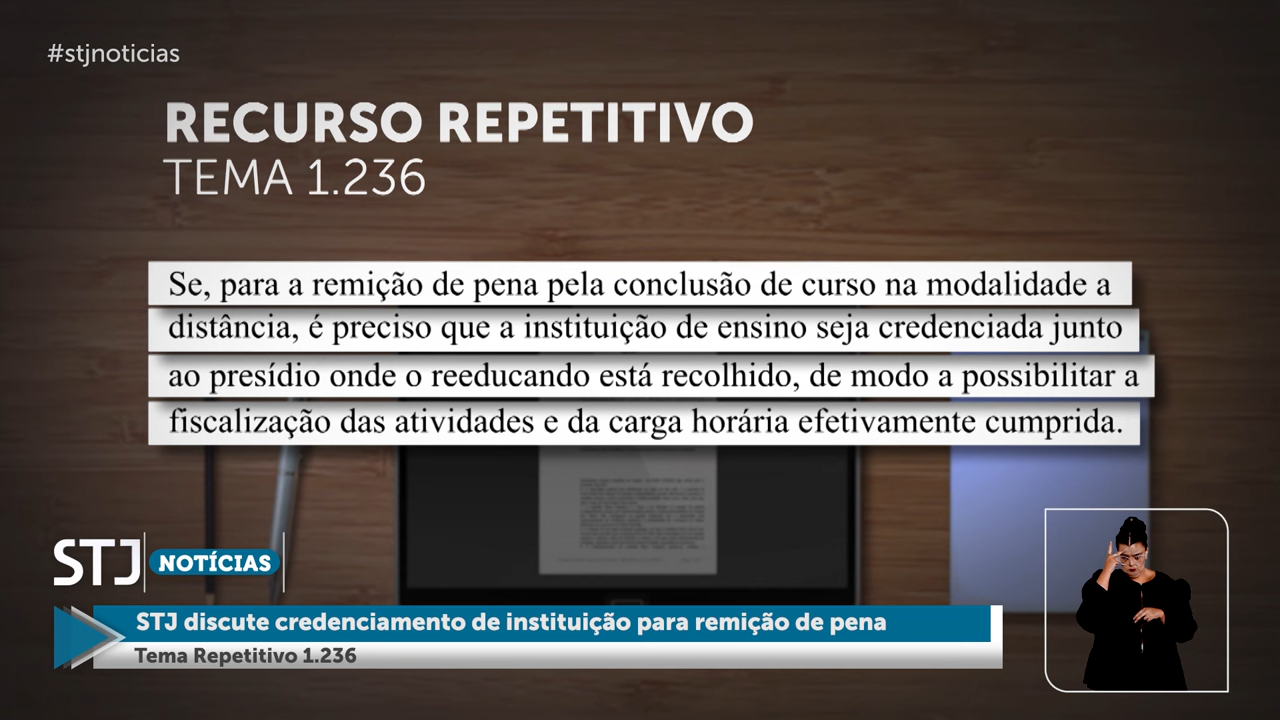 #stjnoticias
RECURSO REPETITIVO
TEMA 1.236
Se, para a remição de pena pela conclusão de curso na modalidade a
distância, é preciso que a instituição de ensino seja credenciada junto
ao presídio onde o reeducando está recolhido, de modo a possibilitar a
fiscalização das atividades e da carga horária efetivamente cumprida.
STJ NOTÍCIAS
STJ discute credenciamento de instituição para remição de pena
Tema Repetitivo 1.236